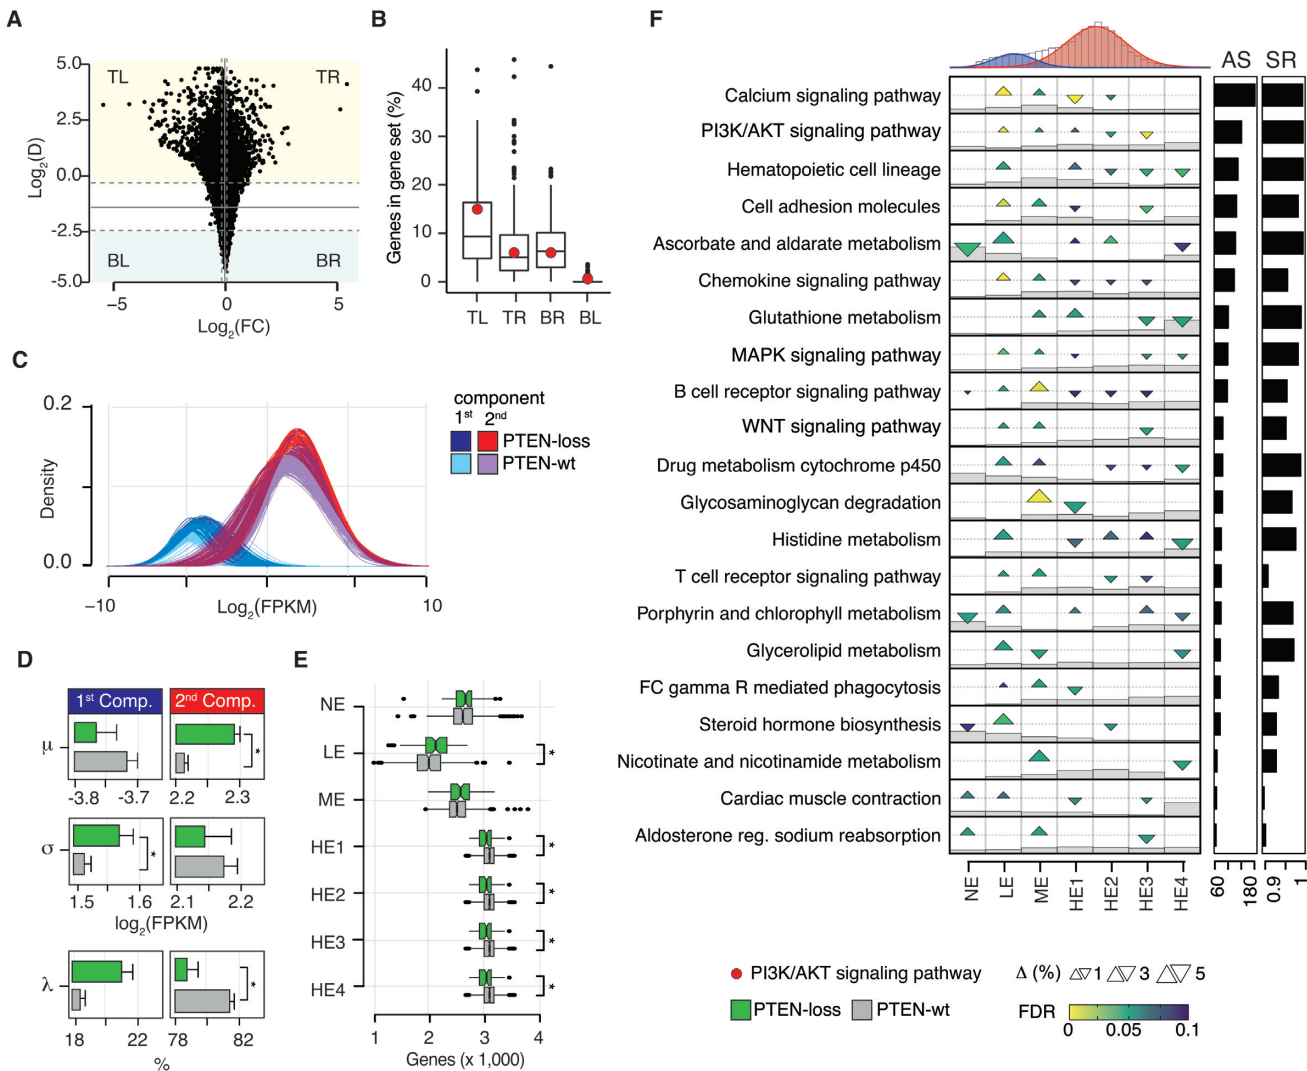 A
TL
TR
BL
BR
5.0
2.5
0.0
-2.5
-5.0
Log2(D)
−5
0
5
Log2(FC)
B
Genes in gene set (%)
40
30
20
10
0
TL
TR
BR
BL
C
0.2
0.0
Density
−10
10
Log2(FPKM)
component
1st 2nd
PTEN-loss
PTEN-wt
D
1st Comp.
2nd Comp.
μ
*
-3.8
-3.7
2.2
2.3
σ
*
1.5
1.6
2.1
2.2
log2(FPKM)
λ
*
18
22
78
82
%
E
NE
LE
*
ME
HE1
*
HE2
*
HE3
*
HE4
*
1
2
3
4
Genes (x 1,000)
F
AS
SR
Calcium signaling pathway
PI3K/AKT signaling pathway
Hematopoietic cell lineage
Cell adhesion molecules
Ascorbate and aldarate metabolism
Chemokine signaling pathway
Glutathione metabolism
MAPK signaling pathway
B cell receptor signaling pathway
WNT signaling pathway
Drug metabolism cytochrome p450
Glycosaminoglycan degradation
Histidine metabolism
T cell receptor signaling pathway
Porphyrin and chlorophyll metabolism
Glycerolipid metabolism
FC gamma R mediated phagocytosis
Steroid hormone biosynthesis
Nicotinate and nicotinamide metabolism
Cardiac muscle contraction
Aldosterone reg. sodium reabsorption
NE
LE
ME
HE1
HE2
HE3
HE4
60
180
0.9
1
PI3K/AKT signaling pathway
PTEN-loss
PTEN-wt
Δ (%)
1
3
5
FDR
0
0.05
0.1